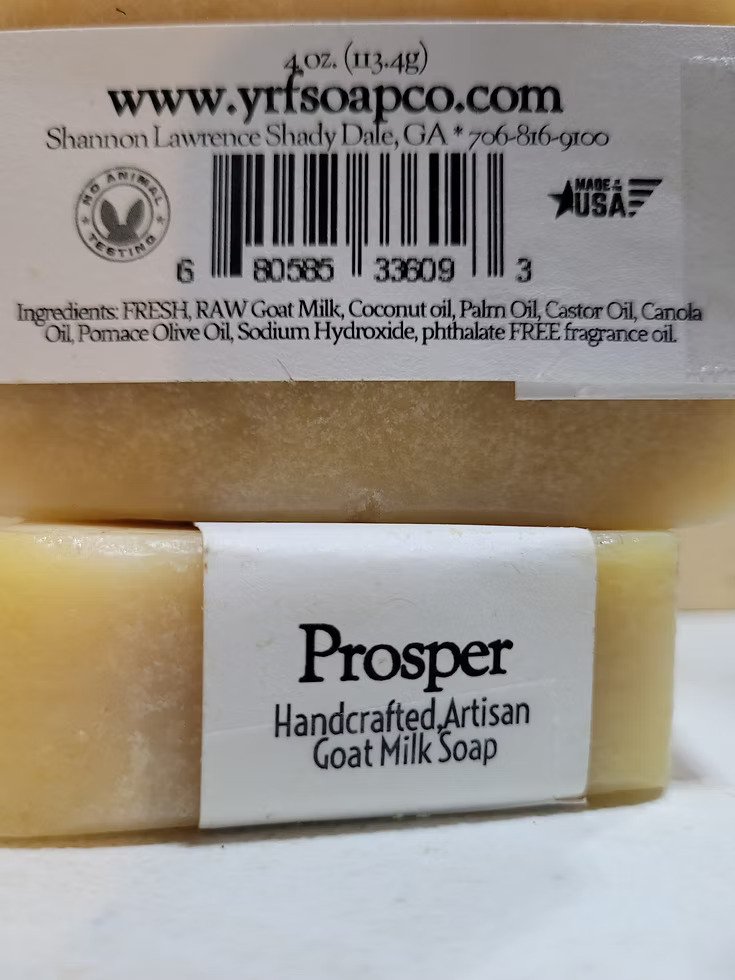 4 oz. (113.4g)
www.yrfsoapco.com
Shannon Lawrence Shady Dale, GA * 706-816-9100
NO ANIMAL TESTING
MADE IN USA
6 80585 33609 3
Ingredients: FRESH, RAW Goat Milk, Coconut oil, Palm Oil, Castor Oil, Canola
Oil, Pomace Olive Oil, Sodium Hydroxide, phthalate FREE fragrance oil.
Prosper
Handcrafted,Artisan
Goat Milk Soap